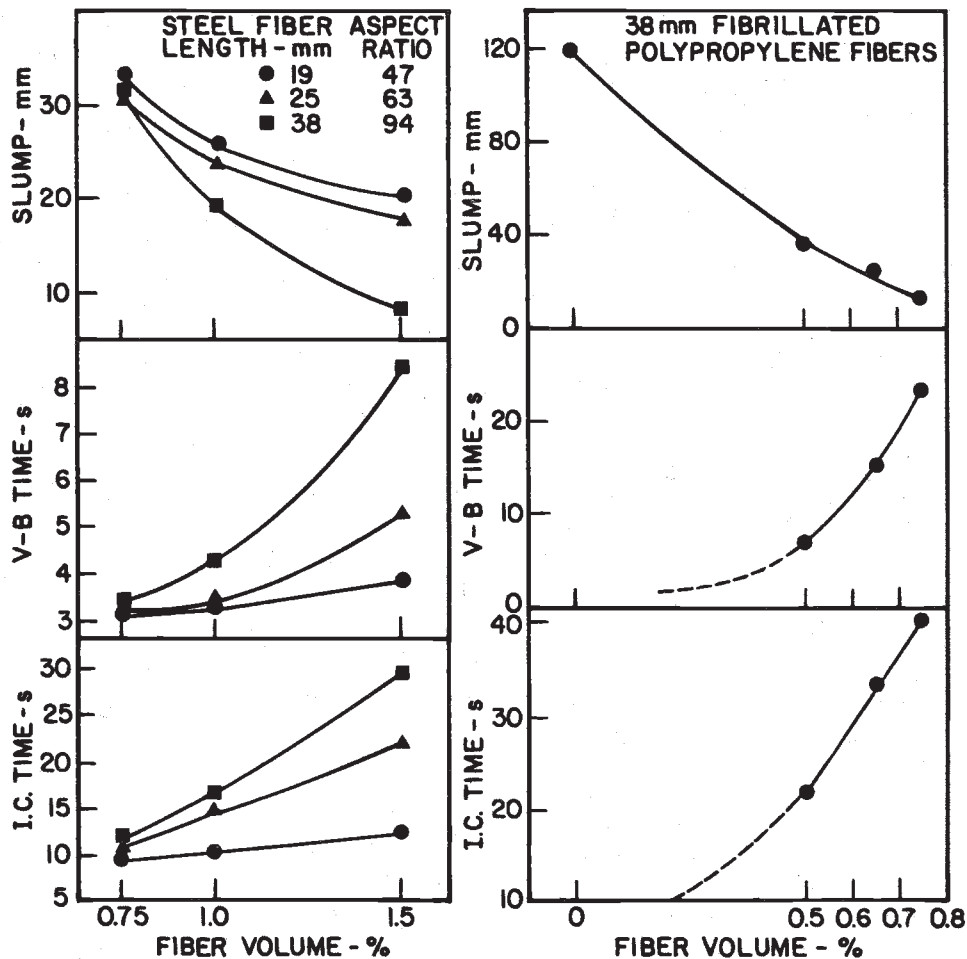 STEEL FIBER ASPECT
LENGTH - mm RATIO
● 19 47
▲ 25 63
■ 38 94
SLUMP - mm
30
20
10
V-B TIME - s
8
7
6
5
4
3
I.C. TIME - s
30
25
20
15
10
5
0.75 1.0 1.5
FIBER VOLUME - %
38 mm FIBRILLATED
POLYPROPYLENE FIBERS
SLUMP - mm
120
80
40
0
V-B TIME - s
20
10
0
I.C. TIME - s
40
30
20
10
0 0.5 0.6 0.7 0.8
FIBER VOLUME - %